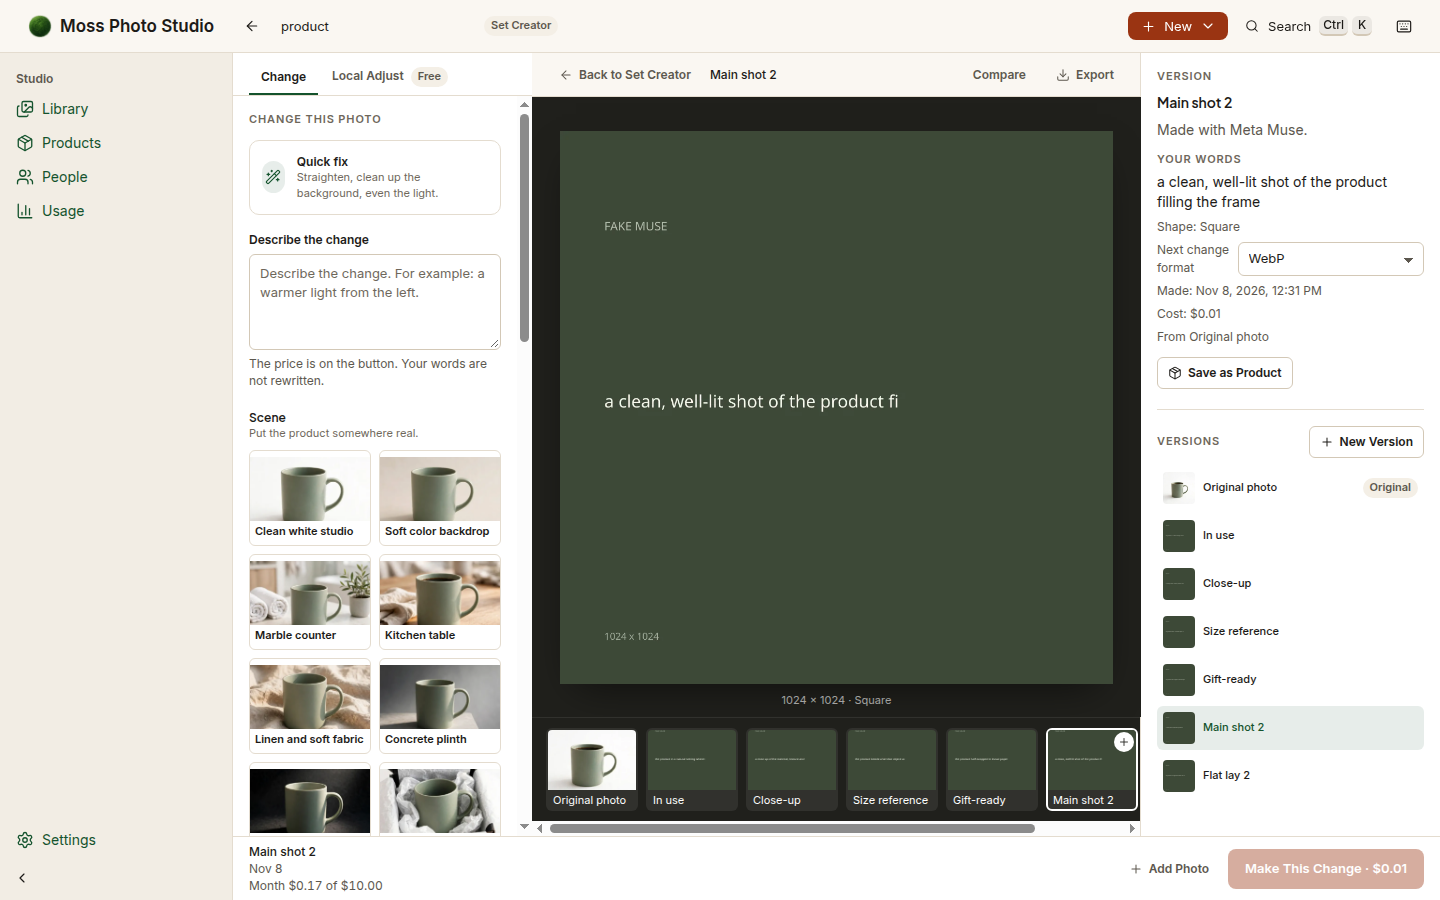 Moss Photo Studio
product
Set Creator
New
Search
Ctrl
K
Studio
Library
Products
People
Usage
Settings
Change
Local Adjust
Free
CHANGE THIS PHOTO
Quick fix
Straighten, clean up the
background, even the light.
Describe the change
Describe the change. For example: a
warmer light from the left.
The price is on the button. Your words are
not rewritten.
Scene
Put the product somewhere real.
Clean white studio
Soft color backdrop
Marble counter
Kitchen table
Linen and soft fabric
Concrete plinth
Back to Set Creator
Main shot 2
Compare
Export
FAKE MUSE
a clean, well-lit shot of the product fi
1024 x 1024
1024 × 1024 · Square
Original photo
In use
Close-up
Size reference
Gift-ready
Main shot 2
VERSION
Main shot 2
Made with Meta Muse.
YOUR WORDS
a clean, well-lit shot of the product
filling the frame
Shape: Square
Next change
format
WebP
Made: Nov 8, 2026, 12:31 PM
Cost: $0.01
From Original photo
Save as Product
VERSIONS
New Version
Original photo
Original
In use
Close-up
Size reference
Gift-ready
Main shot 2
Flat lay 2
Main shot 2
Nov 8
Month $0.17 of $10.00
Add Photo
Make This Change · $0.01